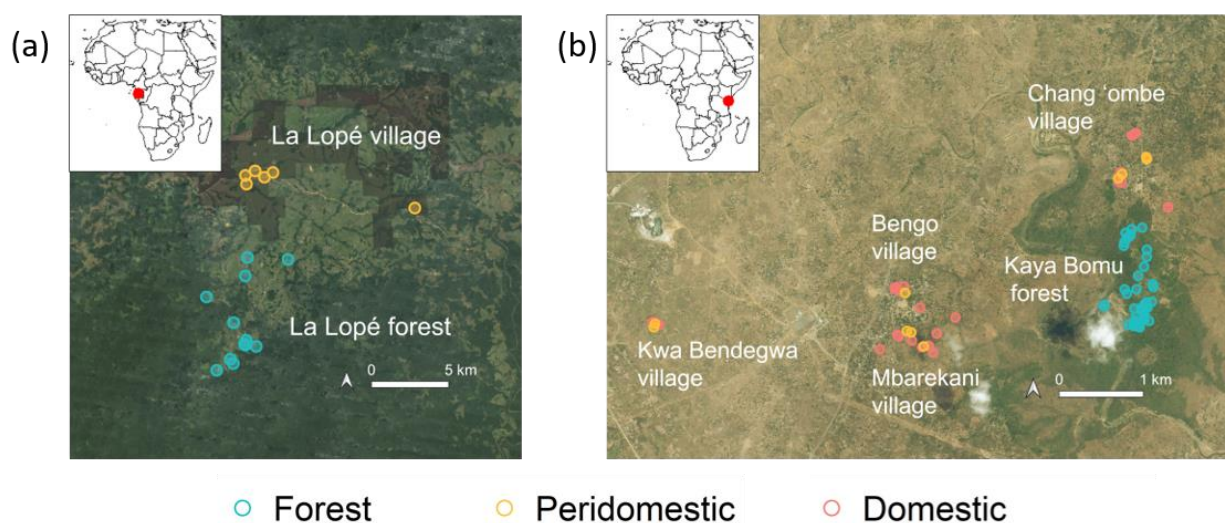 (a)
La Lopé village
La Lopé forest
0 5 km
(b)
Chang ‘ombe
village
Bengo
village
Kaya Bomu
forest
Kwa Bendegwa
village
Mbarekani
village
0 1 km
Forest Peridomestic Domestic